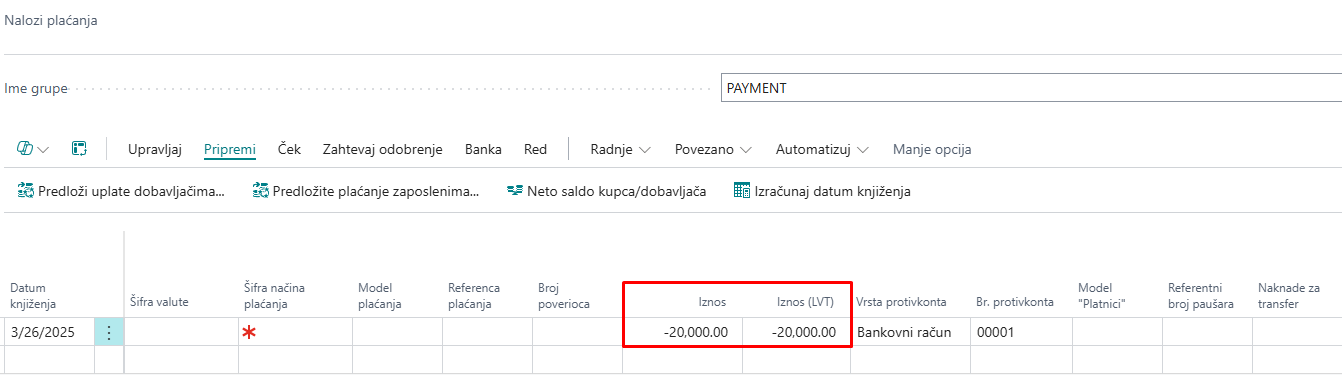 Nalozi plaćanja
Ime grupe
PAYMENT
Upravljaj Pripremi Ček Zahtevaj odobrenje Banka Red Radnje Povezano Automatizuj Manje opcija
Predloži uplate dobavljačima... Predložite plaćanje zaposlenima... Neto saldo kupca/dobavljača Izračunaj datum knjiženja
Datum knjiženja Šifra valute Šifra načina plaćanja Model plaćanja Referenca plaćanja Broj poverioca Iznos Iznos (LVT) Vrsta protivkonta Br. protivkonta Model "Platnici" Referentni broj paušara Naknade za transfer
3/26/2025 -20,000.00 -20,000.00 Bankovni račun 00001